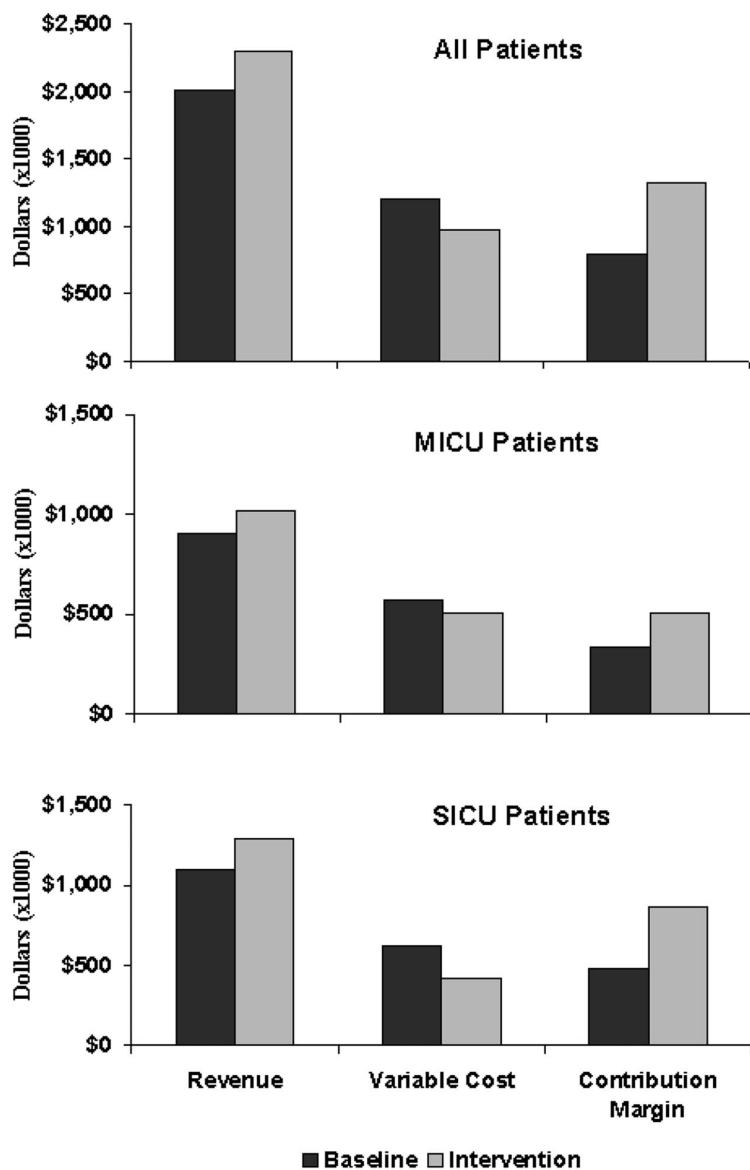 All Patients
Dollars (x1000)
$2,500
$2,000
$1,500
$1,000
$500
$0
MICU Patients
Dollars (x1000)
$1,500
$1,000
$500
$0
SICU Patients
Dollars (x1000)
$1,500
$1,000
$500
$0
Revenue
Variable Cost
Contribution
Margin
Baseline
Intervention